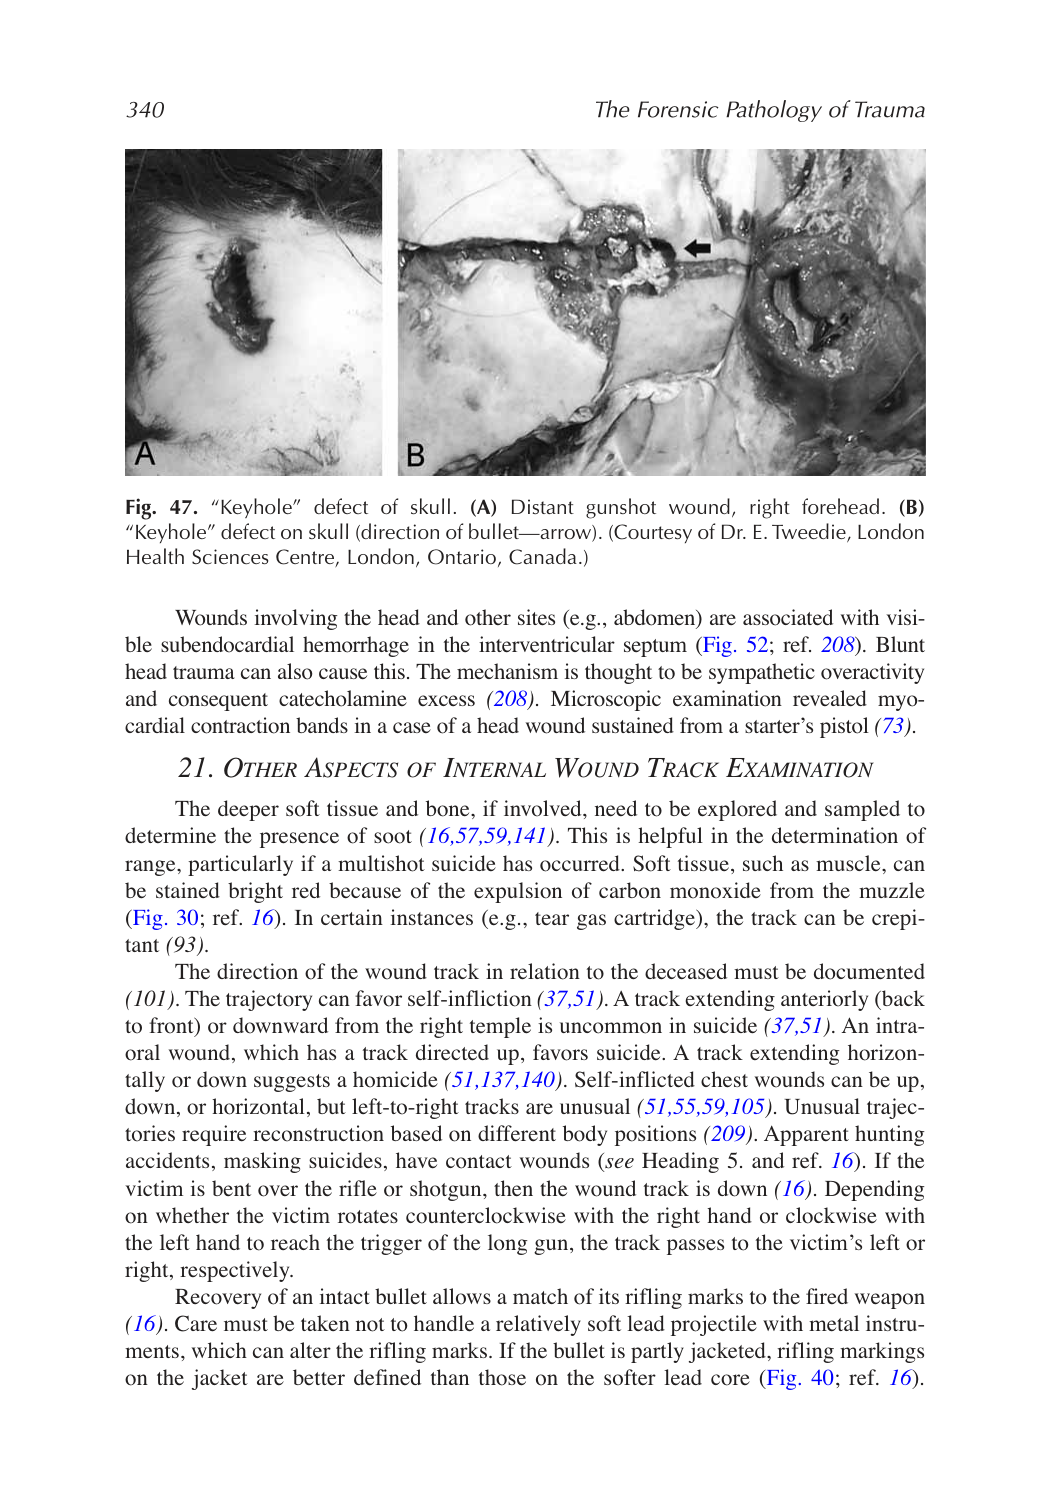 340
The Forensic Pathology of Trauma
A
B
Fig. 47. “Keyhole” defect of skull. (A) Distant gunshot wound, right forehead. (B)
“Keyhole” defect on skull (direction of bullet—arrow). (Courtesy of Dr. E. Tweedie, London
Health Sciences Centre, London, Ontario, Canada.)
Wounds involving the head and other sites (e.g., abdomen) are associated with visi-
ble subendocardial hemorrhage in the interventricular septum (Fig. 52; ref. 208). Blunt
head trauma can also cause this. The mechanism is thought to be sympathetic overactivity
and consequent catecholamine excess (208). Microscopic examination revealed myo-
cardial contraction bands in a case of a head wound sustained from a starter’s pistol (73).
21. OTHER ASPECTS OF INTERNAL WOUND TRACK EXAMINATION
The deeper soft tissue and bone, if involved, need to be explored and sampled to
determine the presence of soot (16,57,59,141). This is helpful in the determination of
range, particularly if a multishot suicide has occurred. Soft tissue, such as muscle, can
be stained bright red because of the expulsion of carbon monoxide from the muzzle
(Fig. 30; ref. 16). In certain instances (e.g., tear gas cartridge), the track can be crepi-
tant (93).
The direction of the wound track in relation to the deceased must be documented
(101). The trajectory can favor self-infliction (37,51). A track extending anteriorly (back
to front) or downward from the right temple is uncommon in suicide (37,51). An intra-
oral wound, which has a track directed up, favors suicide. A track extending horizon-
tally or down suggests a homicide (51,137,140). Self-inflicted chest wounds can be up,
down, or horizontal, but left-to-right tracks are unusual (51,55,59,105). Unusual trajec-
tories require reconstruction based on different body positions (209). Apparent hunting
accidents, masking suicides, have contact wounds (see Heading 5. and ref. 16). If the
victim is bent over the rifle or shotgun, then the wound track is down (16). Depending
on whether the victim rotates counterclockwise with the right hand or clockwise with
the left hand to reach the trigger of the long gun, the track passes to the victim’s left or
right, respectively.
Recovery of an intact bullet allows a match of its rifling marks to the fired weapon
(16). Care must be taken not to handle a relatively soft lead projectile with metal instru-
ments, which can alter the rifling marks. If the bullet is partly jacketed, rifling markings
on the jacket are better defined than those on the softer lead core (Fig. 40; ref. 16).